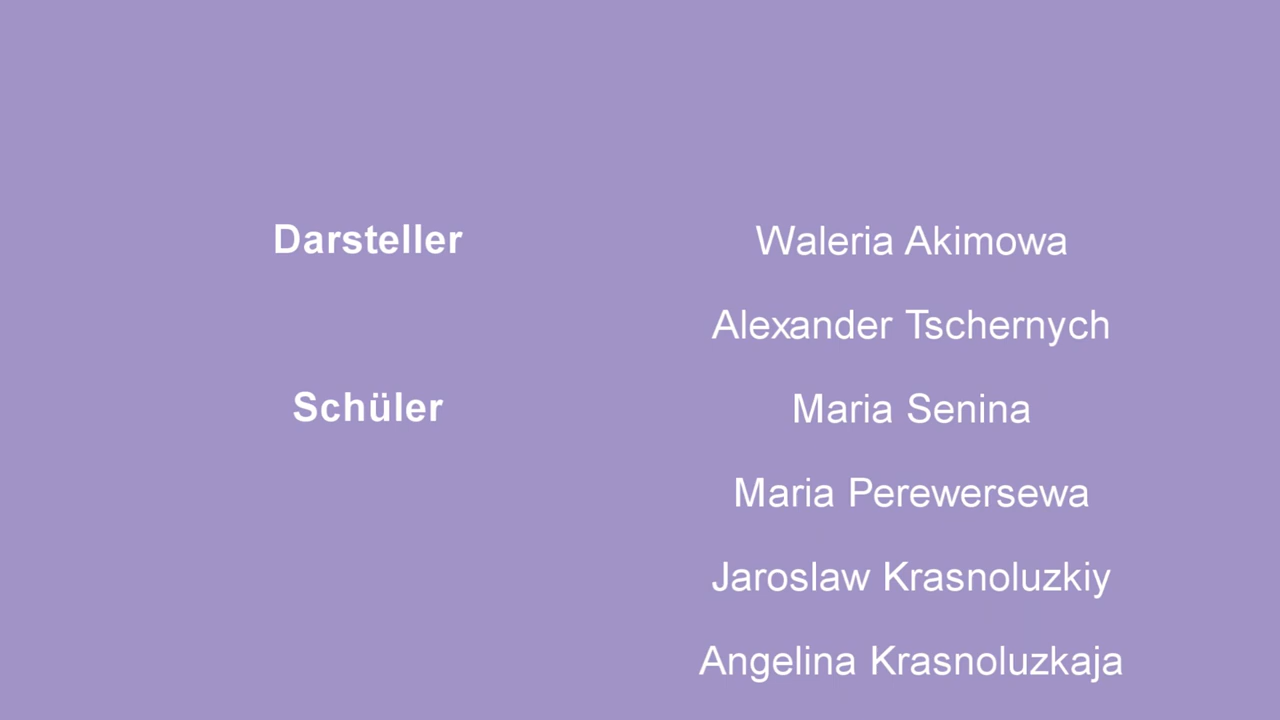 Darsteller Waleria Akimowa
Alexander Tschernych
Schüler Maria Senina
Maria Perewersewa
Jaroslaw Krasnoluzkiy
Angelina Krasnoluzkaja